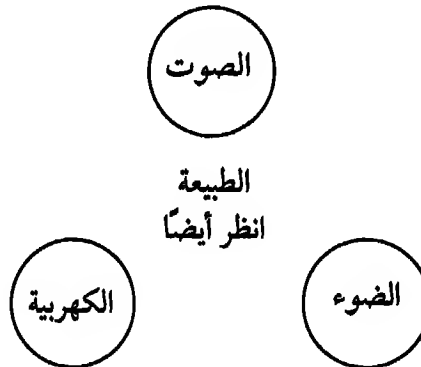 الصوت
الطبيعة
انظر أيضًا
الضوء
الكهربية